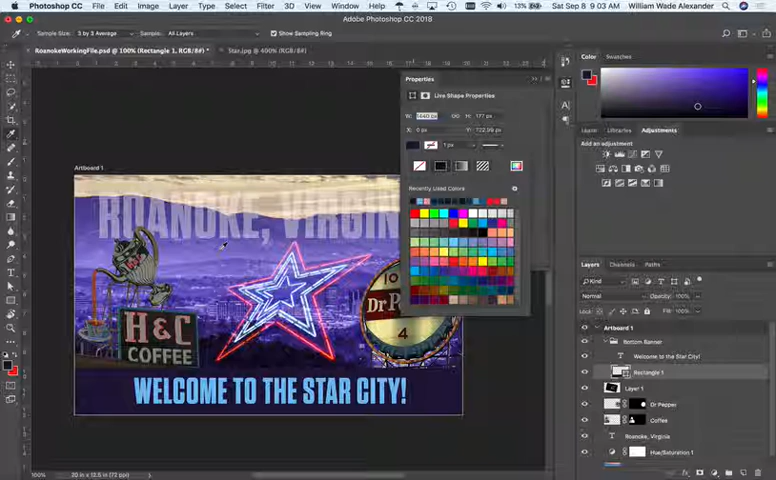 Photoshop CC File Edit Image Layer Type Select Filter 3D View Window Help
Sat Sep 8 9:03 AM William Wade Alexander
Adobe Photoshop CC 2018
Sample Size: 3 by 3 Average Sample: All Layers Show Sampling Ring
RoanokeWorkingFile.psd @ 100% (Rectangle 1, RGB/8#) * Star.jpg @ 400% (RGB/8#)
Properties
Live Shape Properties
H: 177 px
X: 0 px
1 px
Recently Used Colors
Color Swatches
Learn Libraries Adjustments
Add an adjustment
Artboard 1
ROANOKE, VIRGIN
10
Dr Pepper
4
H&C
COFFEE
WELCOME TO THE STAR CITY!
Layers Channels Paths
Kind
Normal Opacity: 100%
Fill: 100%
Artboard 1
Bottom Banner
T Welcome to the Star City!
Rectangle 1
Layer 1
Dr Pepper
Coffee
T Roanoke, Virginia
Hue/Saturation 1
fx
100% 20 in x 12.5 in (72 ppi)